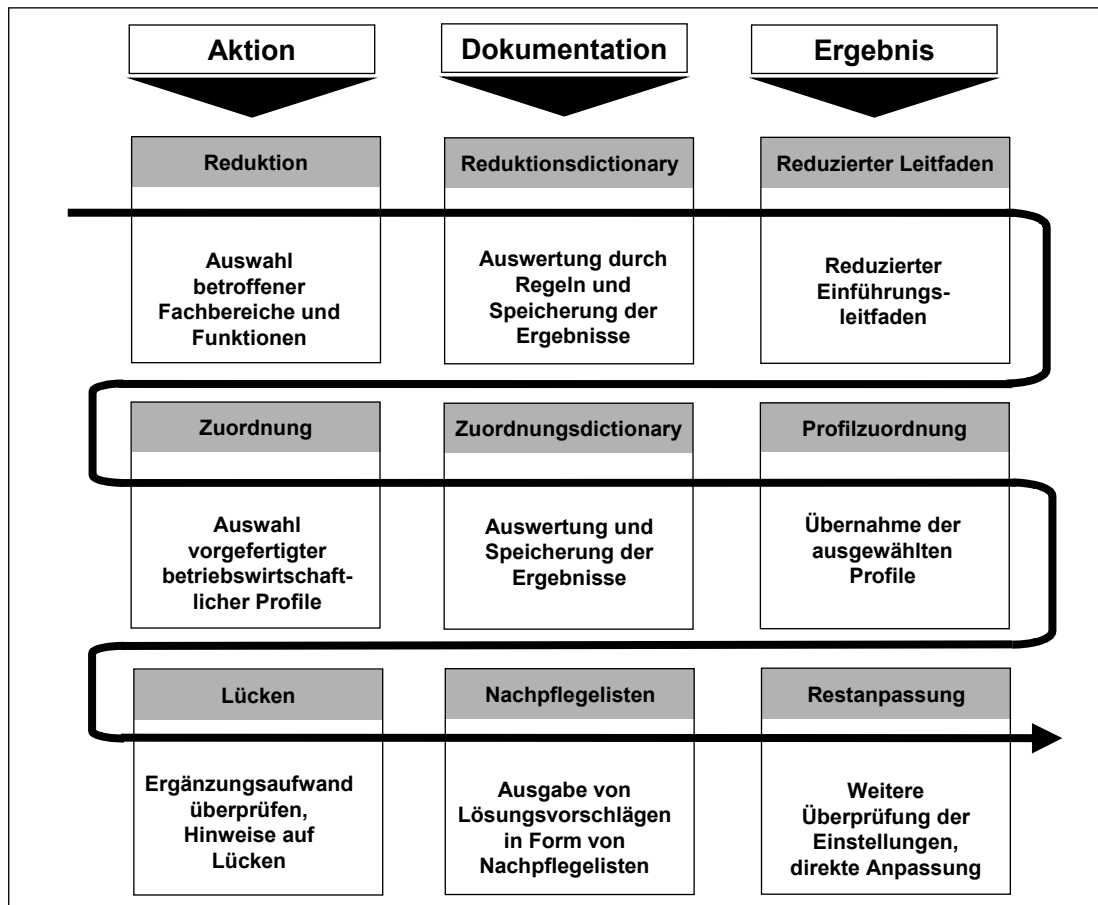 Aktion
Dokumentation
Ergebnis
Reduktion
Reduktionsdictionary
Reduzierter Leitfaden
Auswahl
betroffener
Fachbereiche und
Funktionen
Auswertung durch
Regeln und
Speicherung der
Ergebnisse
Reduzierter
Einführungs-
leitfaden
Zuordnung
Zuordnungsdictionary
Profilzuordnung
Auswahl
vorgefertigter
betriebswirtschaft-
licher Profile
Auswertung und
Speicherung der
Ergebnisse
Übernahme der
ausgewählten
Profile
Lücken
Nachpflegelisten
Restanpassung
Ergänzungsaufwand
überprüfen,
Hinweise auf
Lücken
Ausgabe von
Lösungsvorschlägen
in Form von
Nachpflegelisten
Weitere
Überprüfung der
Einstellungen,
direkte Anpassung